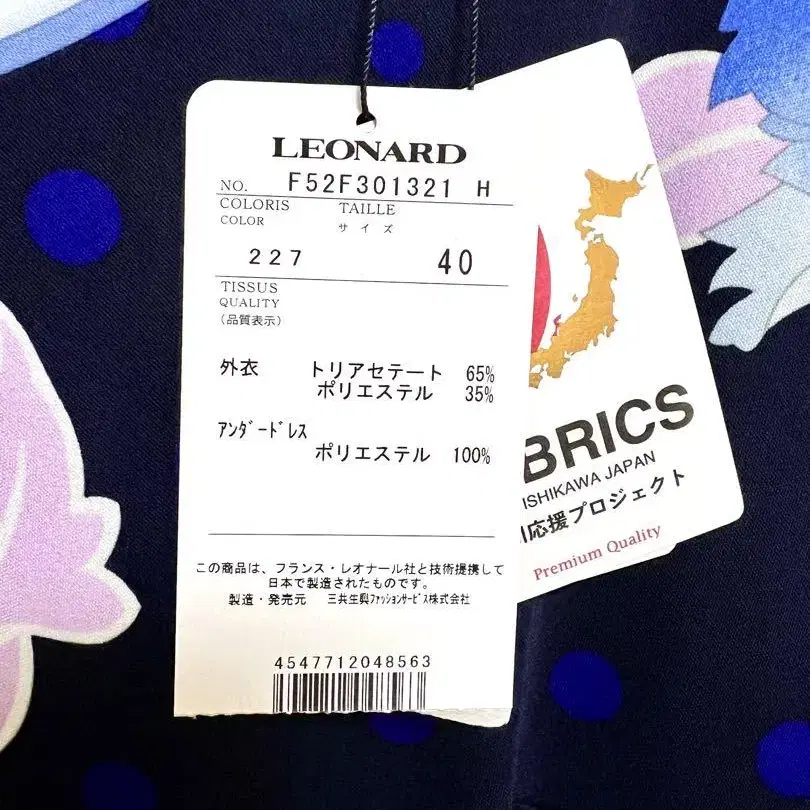 LEONARD
NO. F52F301321 H
COLORIS TAILLE
COLOR サイズ
227 40
TISSUS
QUALITY
(品質表示)
外衣 トリアセテート 65%
ポリエステル 35%
ｱﾝﾀﾞｰﾄﾞﾚｽ
ポリエステル 100%
この商品は、フランス・レオナール社と技術提携して
日本で製造されたものです。
製造・発売元 三共生興ﾌｧｯｼｮﾝｻｰﾋﾞｽ株式会社
4547712048563
BRICS
ISHIKAWA JAPAN
応援プロジェクト
Premium Quality